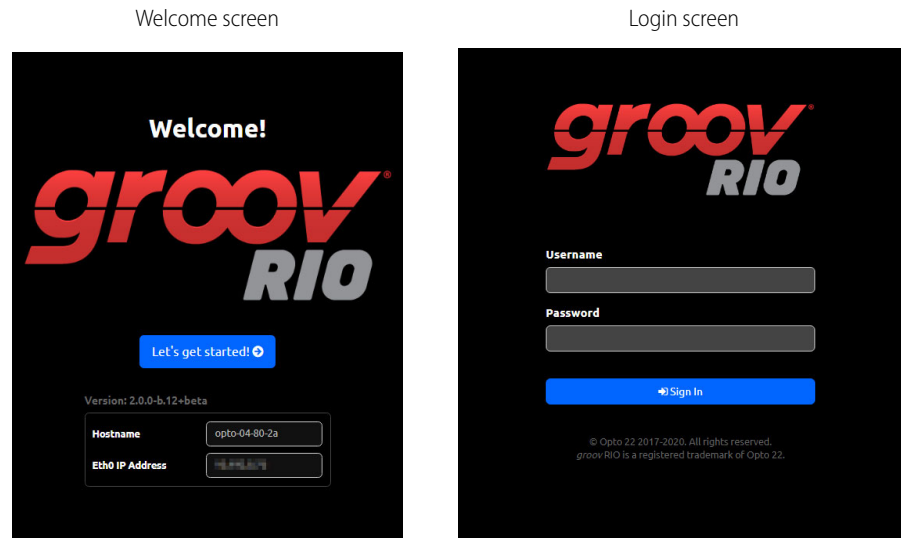 Welcome screen
Welcome!
groov®
RIO
Let's get started!
Version: 2.0.0-b.12+beta
Hostname opto-04-80-2a
Eth0 IP Address
Login screen
groov®
RIO
Username
Password
Sign In
© Opto 22 2017-2020. All rights reserved.
groov RIO is a registered trademark of Opto 22.